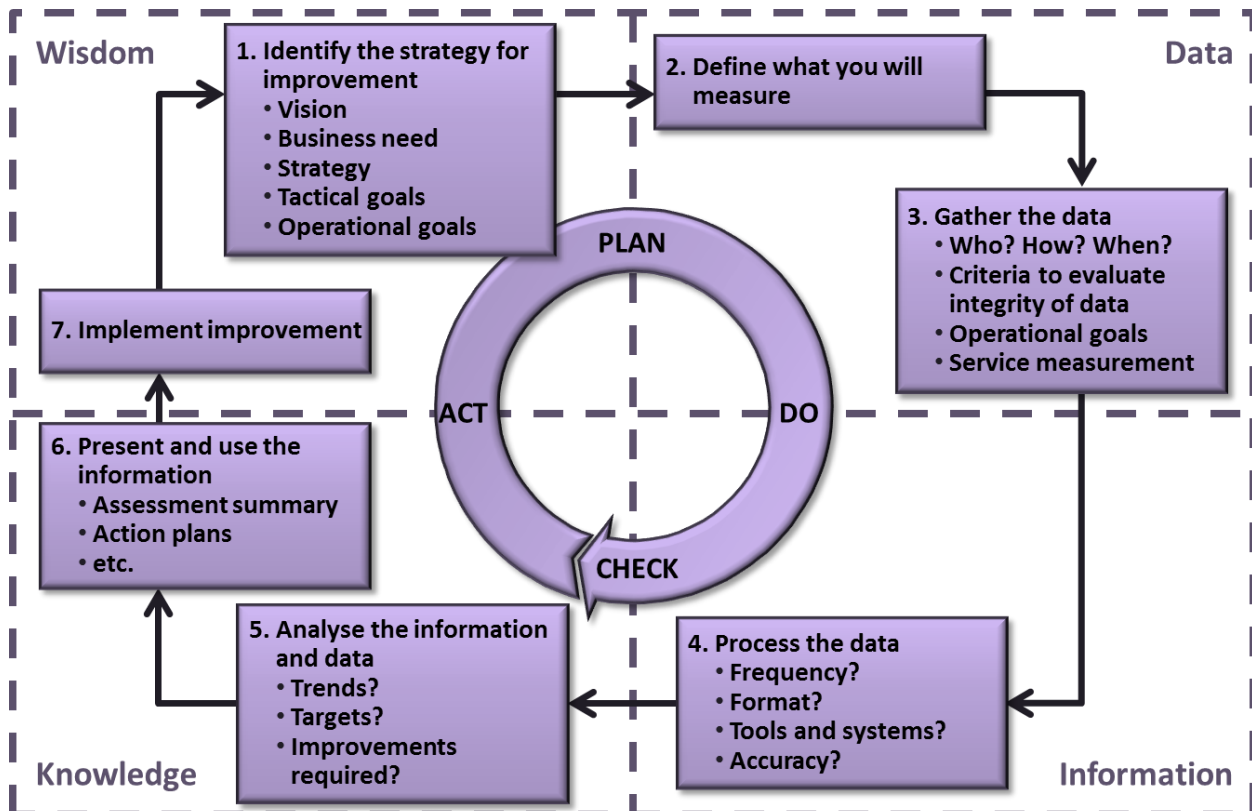 Wisdom
1. Identify the strategy for
improvement
• Vision
• Business need
• Strategy
• Tactical goals
• Operational goals
2. Define what you will
measure
Data
3. Gather the data
• Who? How? When?
• Criteria to evaluate
integrity of data
• Operational goals
• Service measurement
PLAN
DO
CHECK
ACT
4. Process the data
• Frequency?
• Format?
• Tools and systems?
• Accuracy?
Information
5. Analyse the information
and data
• Trends?
• Targets?
• Improvements
required?
Knowledge
6. Present and use the
information
• Assessment summary
• Action plans
• etc.
7. Implement improvement